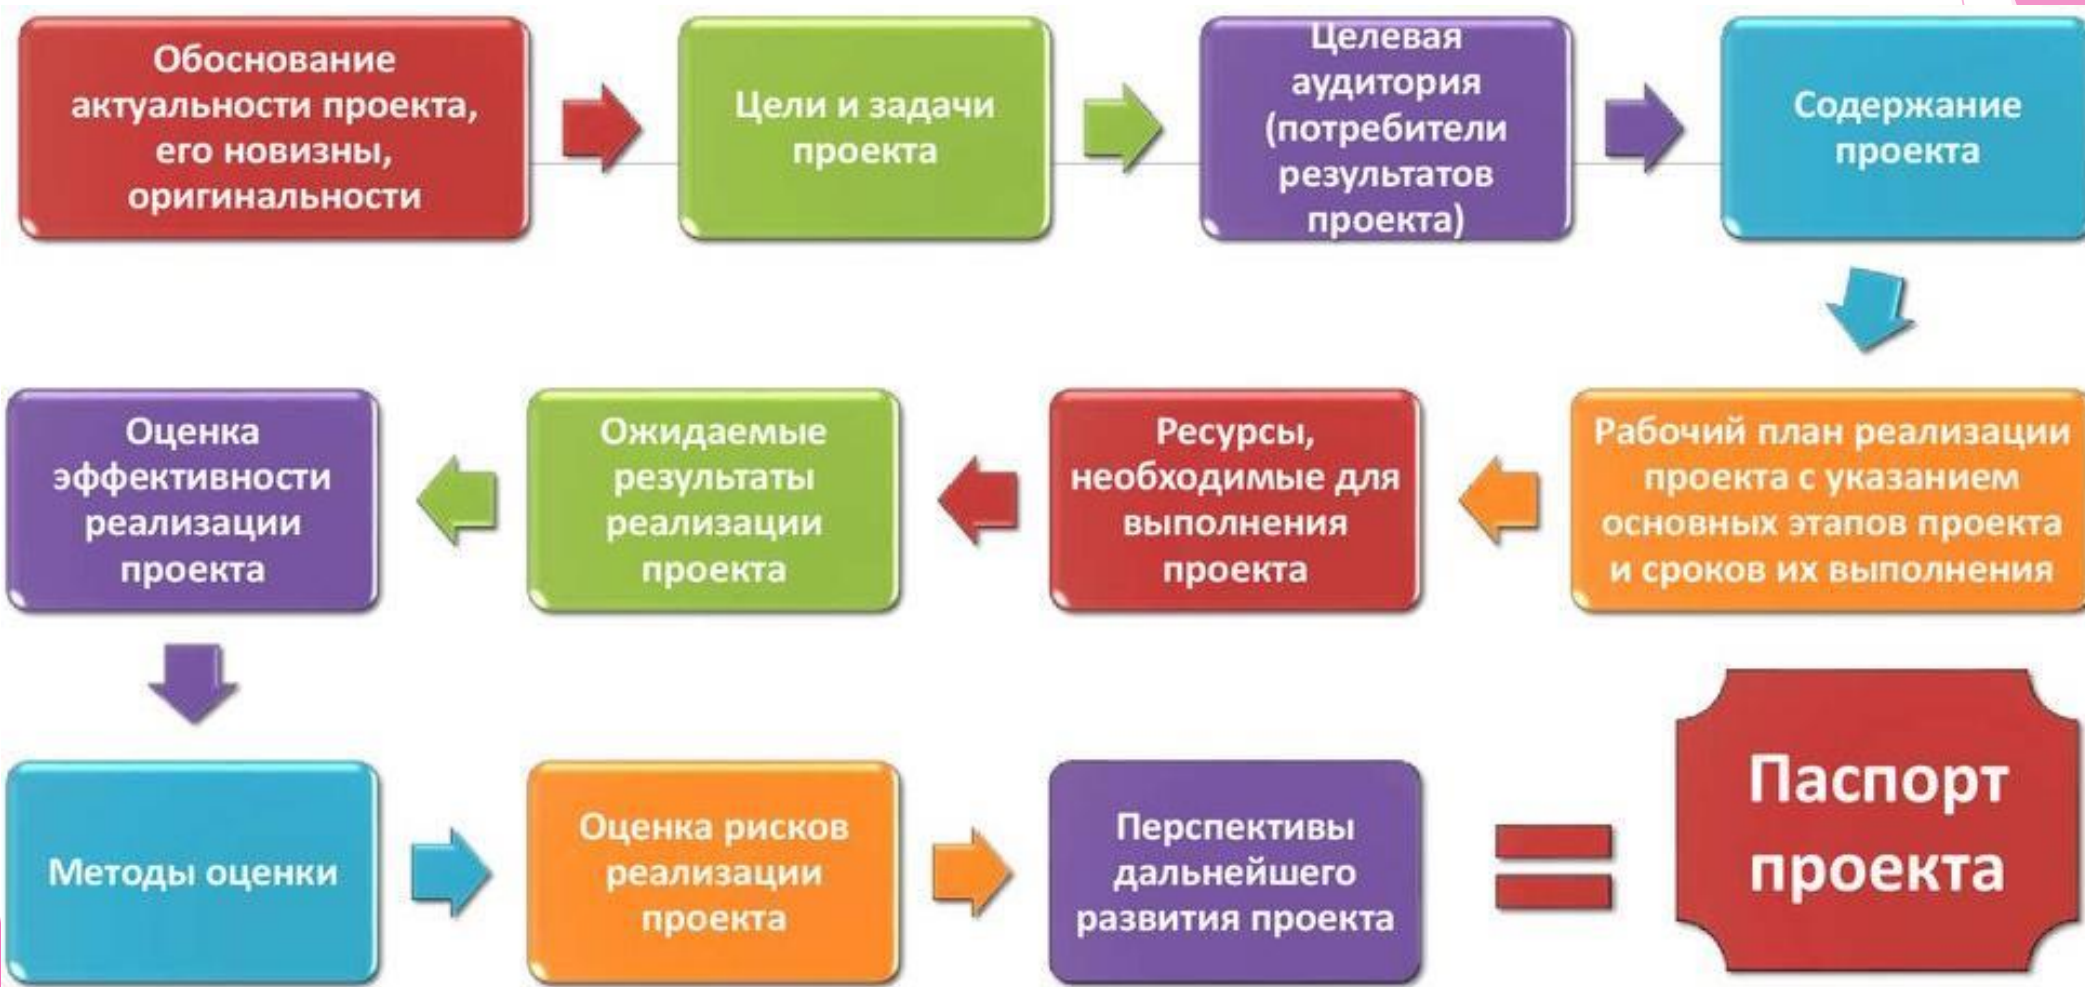 Обоснование
актуальности проекта,
его новизны,
оригинальности
Цели и задачи
проекта
Целевая
аудитория
(потребители
результатов
проекта)
Содержание
проекта
Рабочий план реализации
проекта с указанием
основных этапов проекта
и сроков их выполнения
Ресурсы,
необходимые для
выполнения
проекта
Ожидаемые
результаты
реализации
проекта
Оценка
эффективности
реализации
проекта
Методы оценки
Оценка рисков
реализации
проекта
Перспективы
дальнейшего
развития проекта
=
Паспорт
проекта